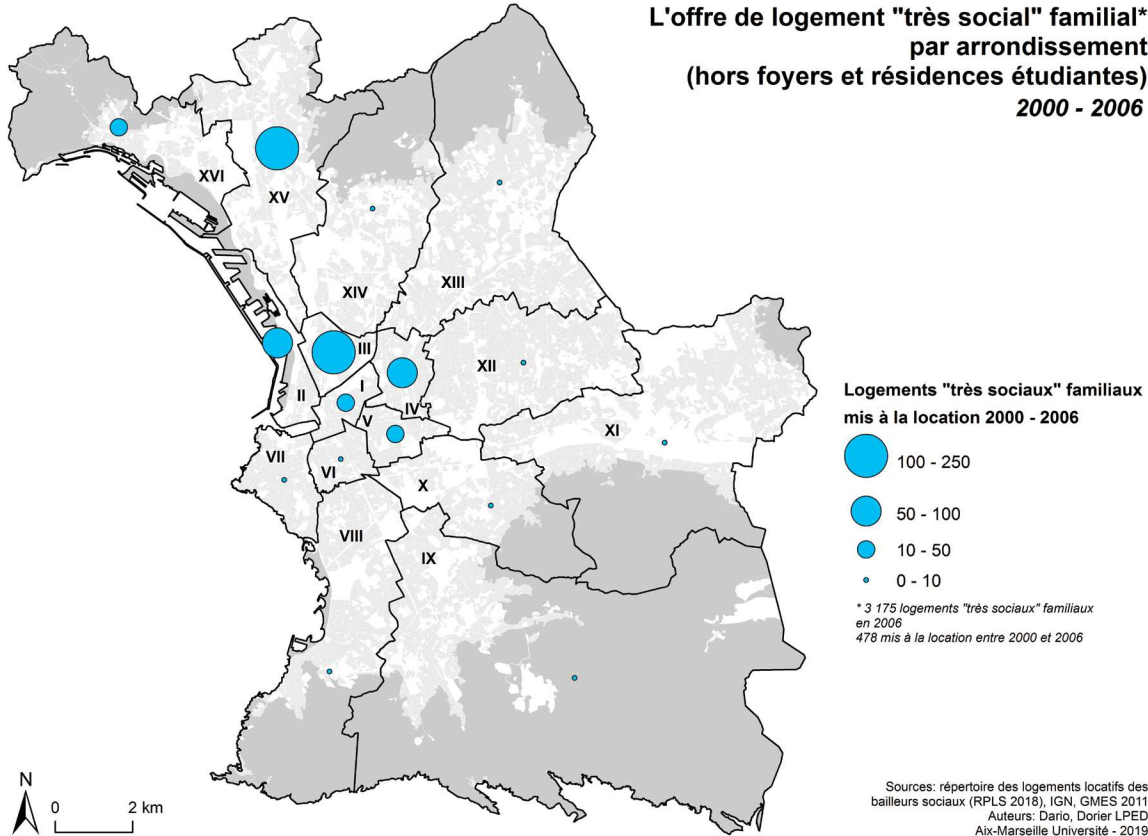 L'offre de logement "très social" familial*
par arrondissement
(hors foyers et résidences étudiantes)
2000 - 2006
XVI
XV
XIV
XIII
III
XII
I
II
IV
V
XI
VII
VI
X
VIII
IX
Logements "très sociaux" familiaux
mis à la location 2000 - 2006
100 - 250
50 - 100
10 - 50
0 - 10
* 3 175 logements "très sociaux" familiaux
en 2006
478 mis à la location entre 2000 et 2006
N
0 2 km
Sources: répertoire des logements locatifs des
bailleurs sociaux (RPLS 2018), IGN, GMES 2011
Auteurs: Dario, Dorier LPED
Aix-Marseille Université - 2019